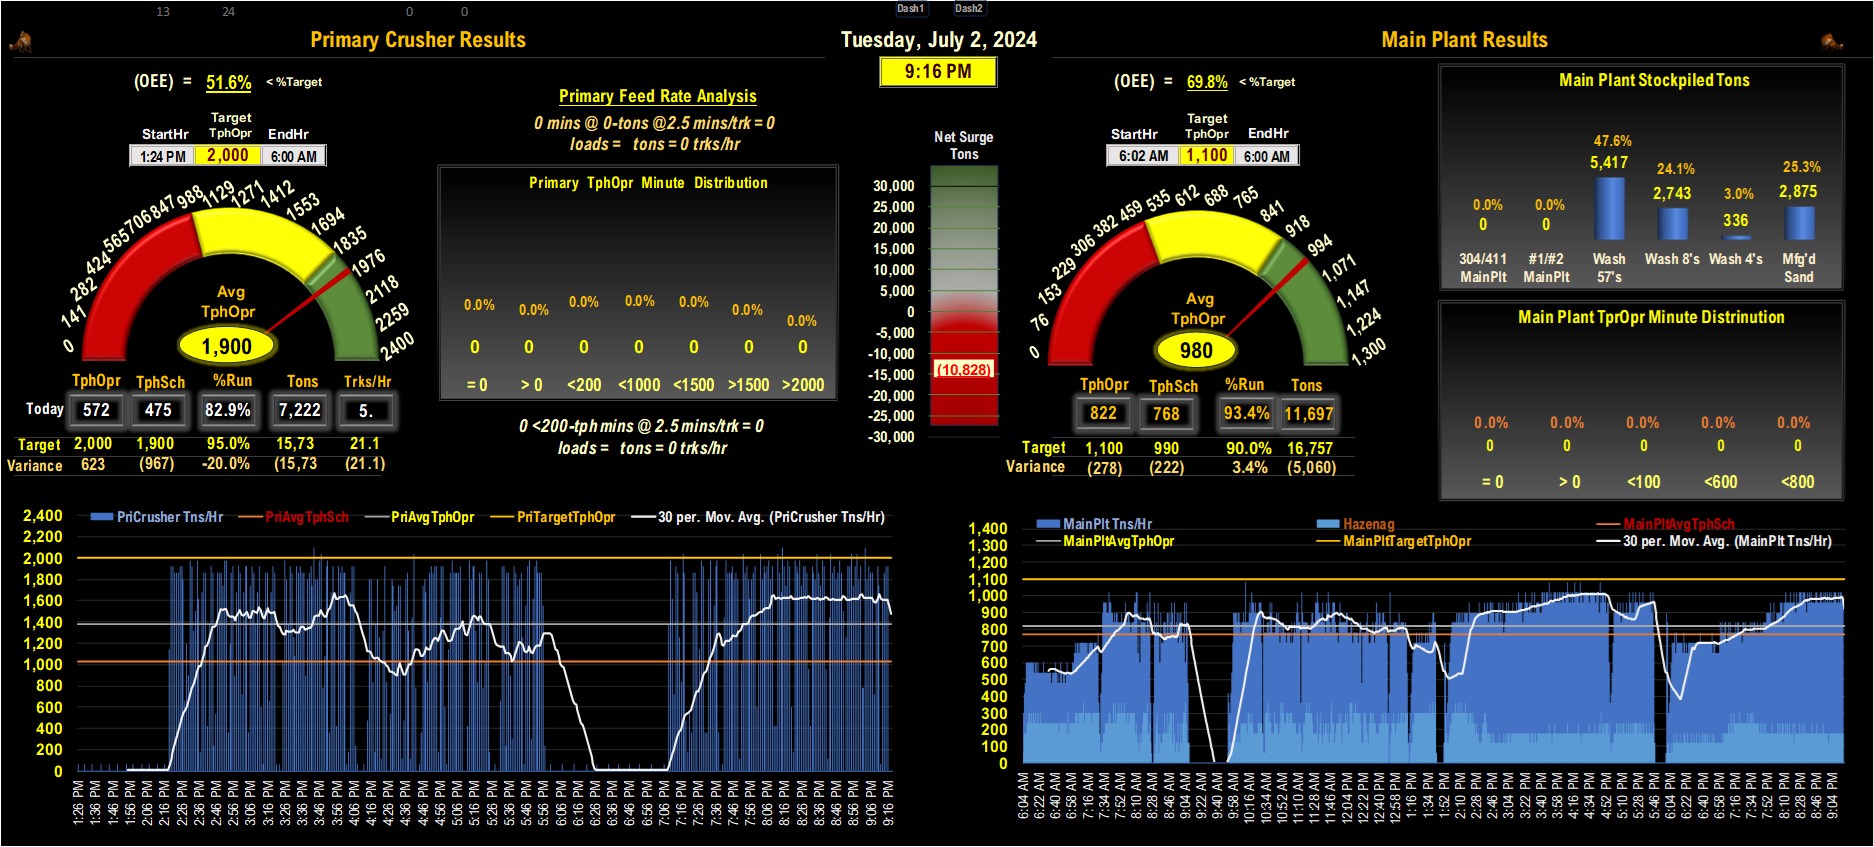 13 24 0 0 Dash1 Dash2
Primary Crusher Results
Tuesday, July 2, 2024
Main Plant Results
9:16 PM
(OEE) = 51.6% < %Target
Target
StartHr TphOpr EndHr
1:24 PM 2,000 6:00 AM
0 141 282 424 565 706 847 988 1129 1271 1412 1553 1694 1835 1976 2118 2259 2400
Avg
TphOpr
1,900
TphOpr TphSch %Run Tons Trks/Hr
Today 572 475 82.9% 7,222 5.
Target 2,000 1,900 95.0% 15,73 21.1
Variance 623 (967) -20.0% (15,73 (21.1)
Primary Feed Rate Analysis
0 mins @ 0-tons @2.5 mins/trk = 0
loads = tons = 0 trks/hr
Primary TphOpr Minute Distribution
0.0% 0.0% 0.0% 0.0% 0.0% 0.0% 0.0%
0 0 0 0 0 0 0
= 0 > 0 <200 <1000 <1500 >1500 >2000
0 <200-tph mins @ 2.5 mins/trk = 0
loads = tons = 0 trks/hr
Net Surge
Tons
30,000
25,000
20,000
15,000
10,000
5,000
0
-5,000
-10,000
(10,828)
-15,000
-20,000
-25,000
-30,000
(OEE) = 69.8% < %Target
Target
StartHr TphOpr EndHr
6:02 AM 1,100 6:00 AM
0 76 153 229 306 382 459 535 612 688 765 841 918 994 1,071 1,147 1,224 1,300
Avg
TphOpr
980
TphOpr TphSch %Run Tons
822 768 93.4% 11,697
Target 1,100 990 90.0% 16,757
Variance (278) (222) 3.4% (5,060)
Main Plant Stockpiled Tons
0.0% 0.0% 47.6% 24.1% 3.0% 25.3%
0 0 5,417 2,743 336 2,875
304/411 #1/#2 Wash Wash 8's Wash 4's Mfg'd
MainPlt MainPlt 57's Sand
Main Plant TprOpr Minute Distrinution
0.0% 0.0% 0.0% 0.0% 0.0%
0 0 0 0 0
= 0 > 0 <100 <600 <800
PriCrusher Tns/Hr PriAvgTphSch PriAvgTphOpr PriTargetTphOpr 30 per. Mov. Avg. (PriCrusher Tns/Hr)
2,400
2,200
2,000
1,800
1,600
1,400
1,200
1,000
800
600
400
200
0
1:26 PM 1:36 PM 1:46 PM 1:56 PM 2:06 PM 2:16 PM 2:26 PM 2:36 PM 2:46 PM 2:56 PM 3:06 PM 3:16 PM 3:26 PM 3:36 PM 3:46 PM 3:56 PM 4:06 PM 4:16 PM 4:26 PM 4:36 PM 4:46 PM 4:56 PM 5:06 PM 5:16 PM 5:26 PM 5:36 PM 5:46 PM 5:56 PM 6:06 PM 6:16 PM 6:26 PM 6:36 PM 6:46 PM 6:56 PM 7:06 PM 7:16 PM 7:26 PM 7:36 PM 7:46 PM 7:56 PM 8:06 PM 8:16 PM 8:26 PM 8:36 PM 8:46 PM 8:56 PM 9:06 PM 9:16 PM
MainPlt Tns/Hr Hazenag MainPltAvgTphSch
MainPltAvgTphOpr MainPltTargetTphOpr 30 per. Mov. Avg. (MainPlt Tns/Hr)
1,400
1,300
1,200
1,100
1,000
900
800
700
600
500
400
300
200
100
0
6:04 AM 6:22 AM 6:40 AM 6:58 AM 7:16 AM 7:34 AM 7:52 AM 8:10 AM 8:28 AM 8:46 AM 9:04 AM 9:22 AM 9:40 AM 9:58 AM 10:16 AM 10:34 AM 10:52 AM 11:10 AM 11:28 AM 11:46 AM 12:04 PM 12:22 PM 12:40 PM 12:58 PM 1:16 PM 1:34 PM 1:52 PM 2:10 PM 2:28 PM 2:46 PM 3:04 PM 3:22 PM 3:40 PM 3:58 PM 4:16 PM 4:34 PM 4:52 PM 5:10 PM 5:28 PM 5:46 PM 6:04 PM 6:22 PM 6:40 PM 6:58 PM 7:16 PM 7:34 PM 7:52 PM 8:10 PM 8:28 PM 8:46 PM 9:04 PM